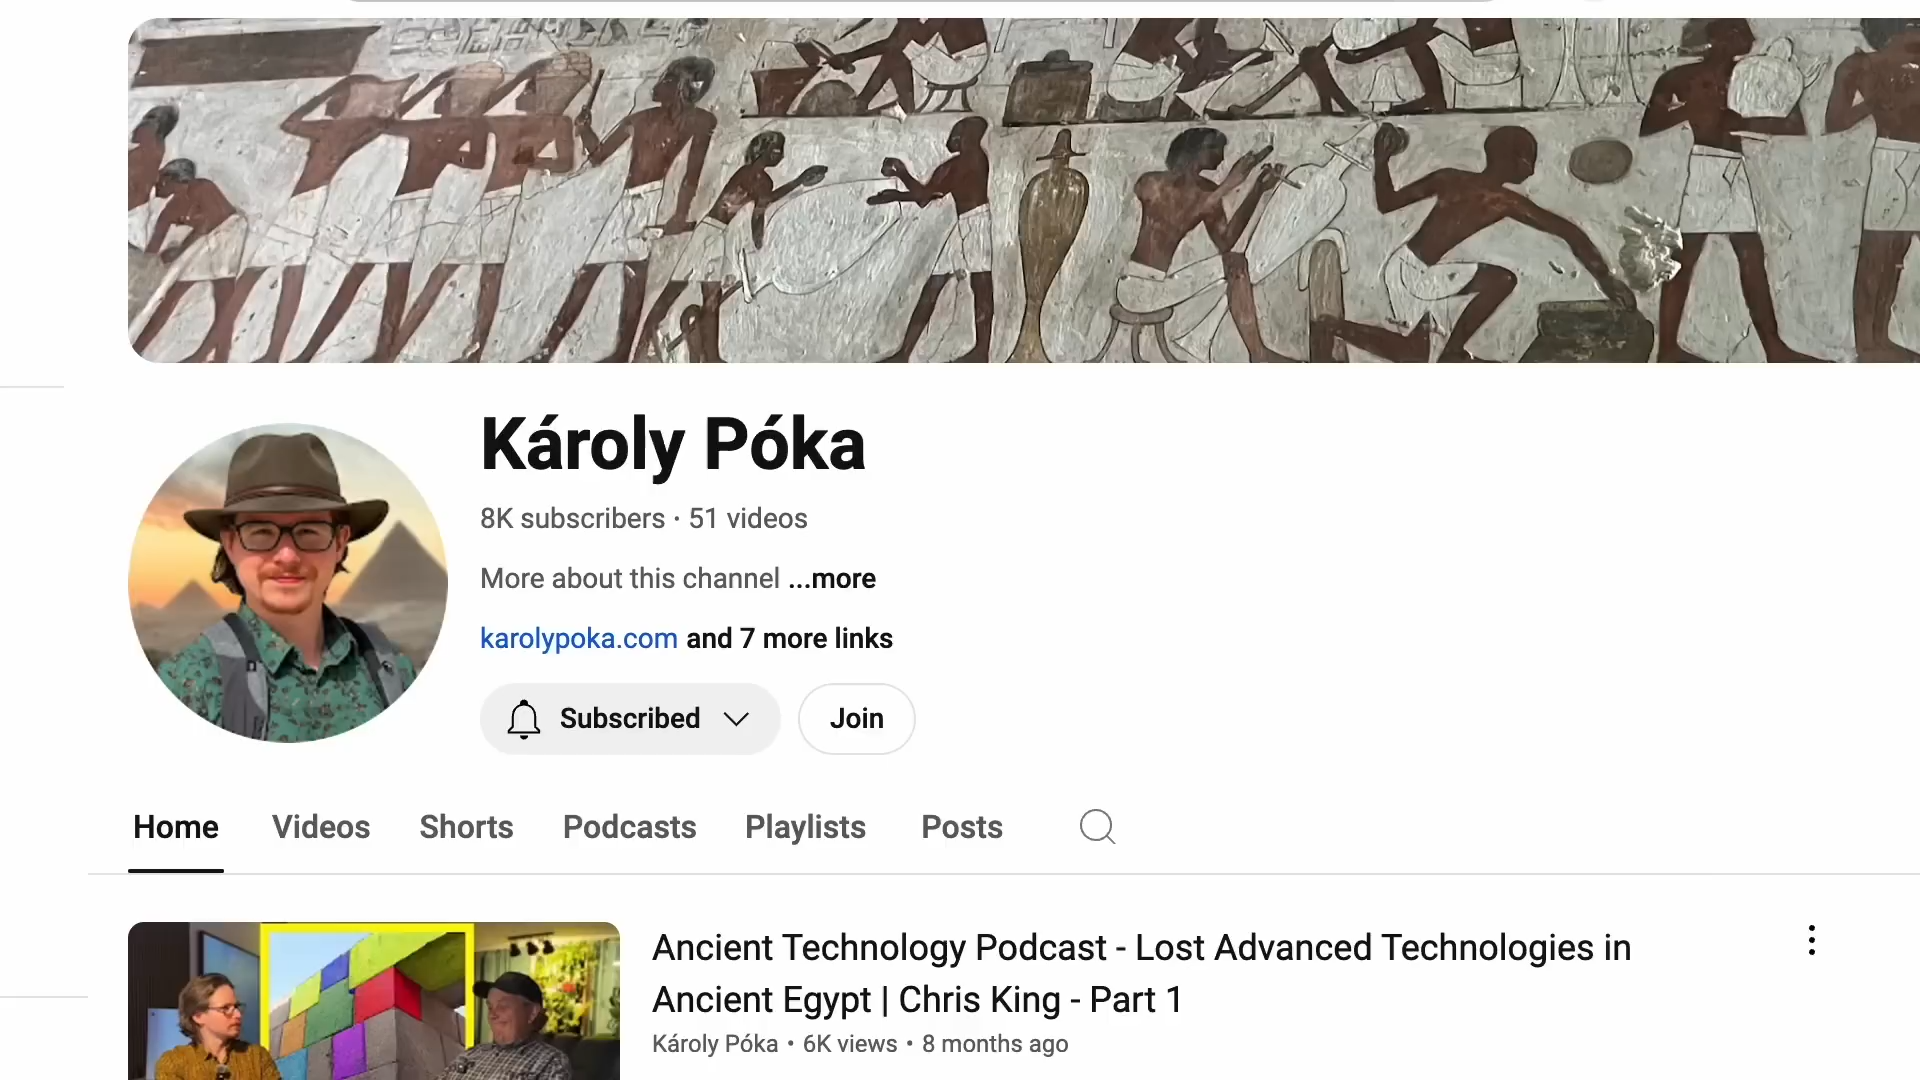 Károly Póka
8K subscribers · 51 videos
More about this channel ...more
karolypoka.com and 7 more links
Subscribed
Join
Home Videos Shorts Podcasts Playlists Posts
Ancient Technology Podcast - Lost Advanced Technologies in
Ancient Egypt | Chris King - Part 1
Károly Póka • 6K views • 8 months ago